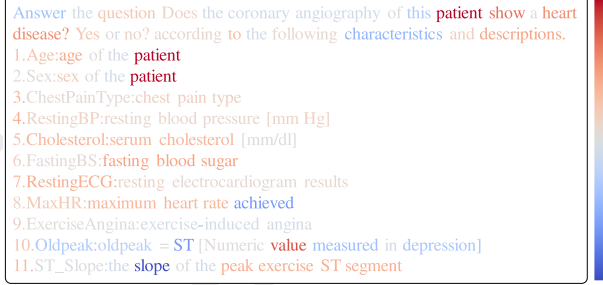 Answer the question Does the coronary angiography of this patient show a heart
disease? Yes or no? according to the following characteristics and descriptions.
1.Age:age of the patient
2.Sex:sex of the patient
3.ChestPainType:chest pain type
4.RestingBP:resting blood pressure [mm Hg]
5.Cholesterol:serum cholesterol [mm/dl]
6.FastingBS:fasting blood sugar
7.RestingECG:resting electrocardiogram results
8.MaxHR:maximum heart rate achieved
9.ExerciseAngina:exercise-induced angina
10.Oldpeak:oldpeak = ST [Numeric value measured in depression]
11.ST_Slope:the slope of the peak exercise ST segment